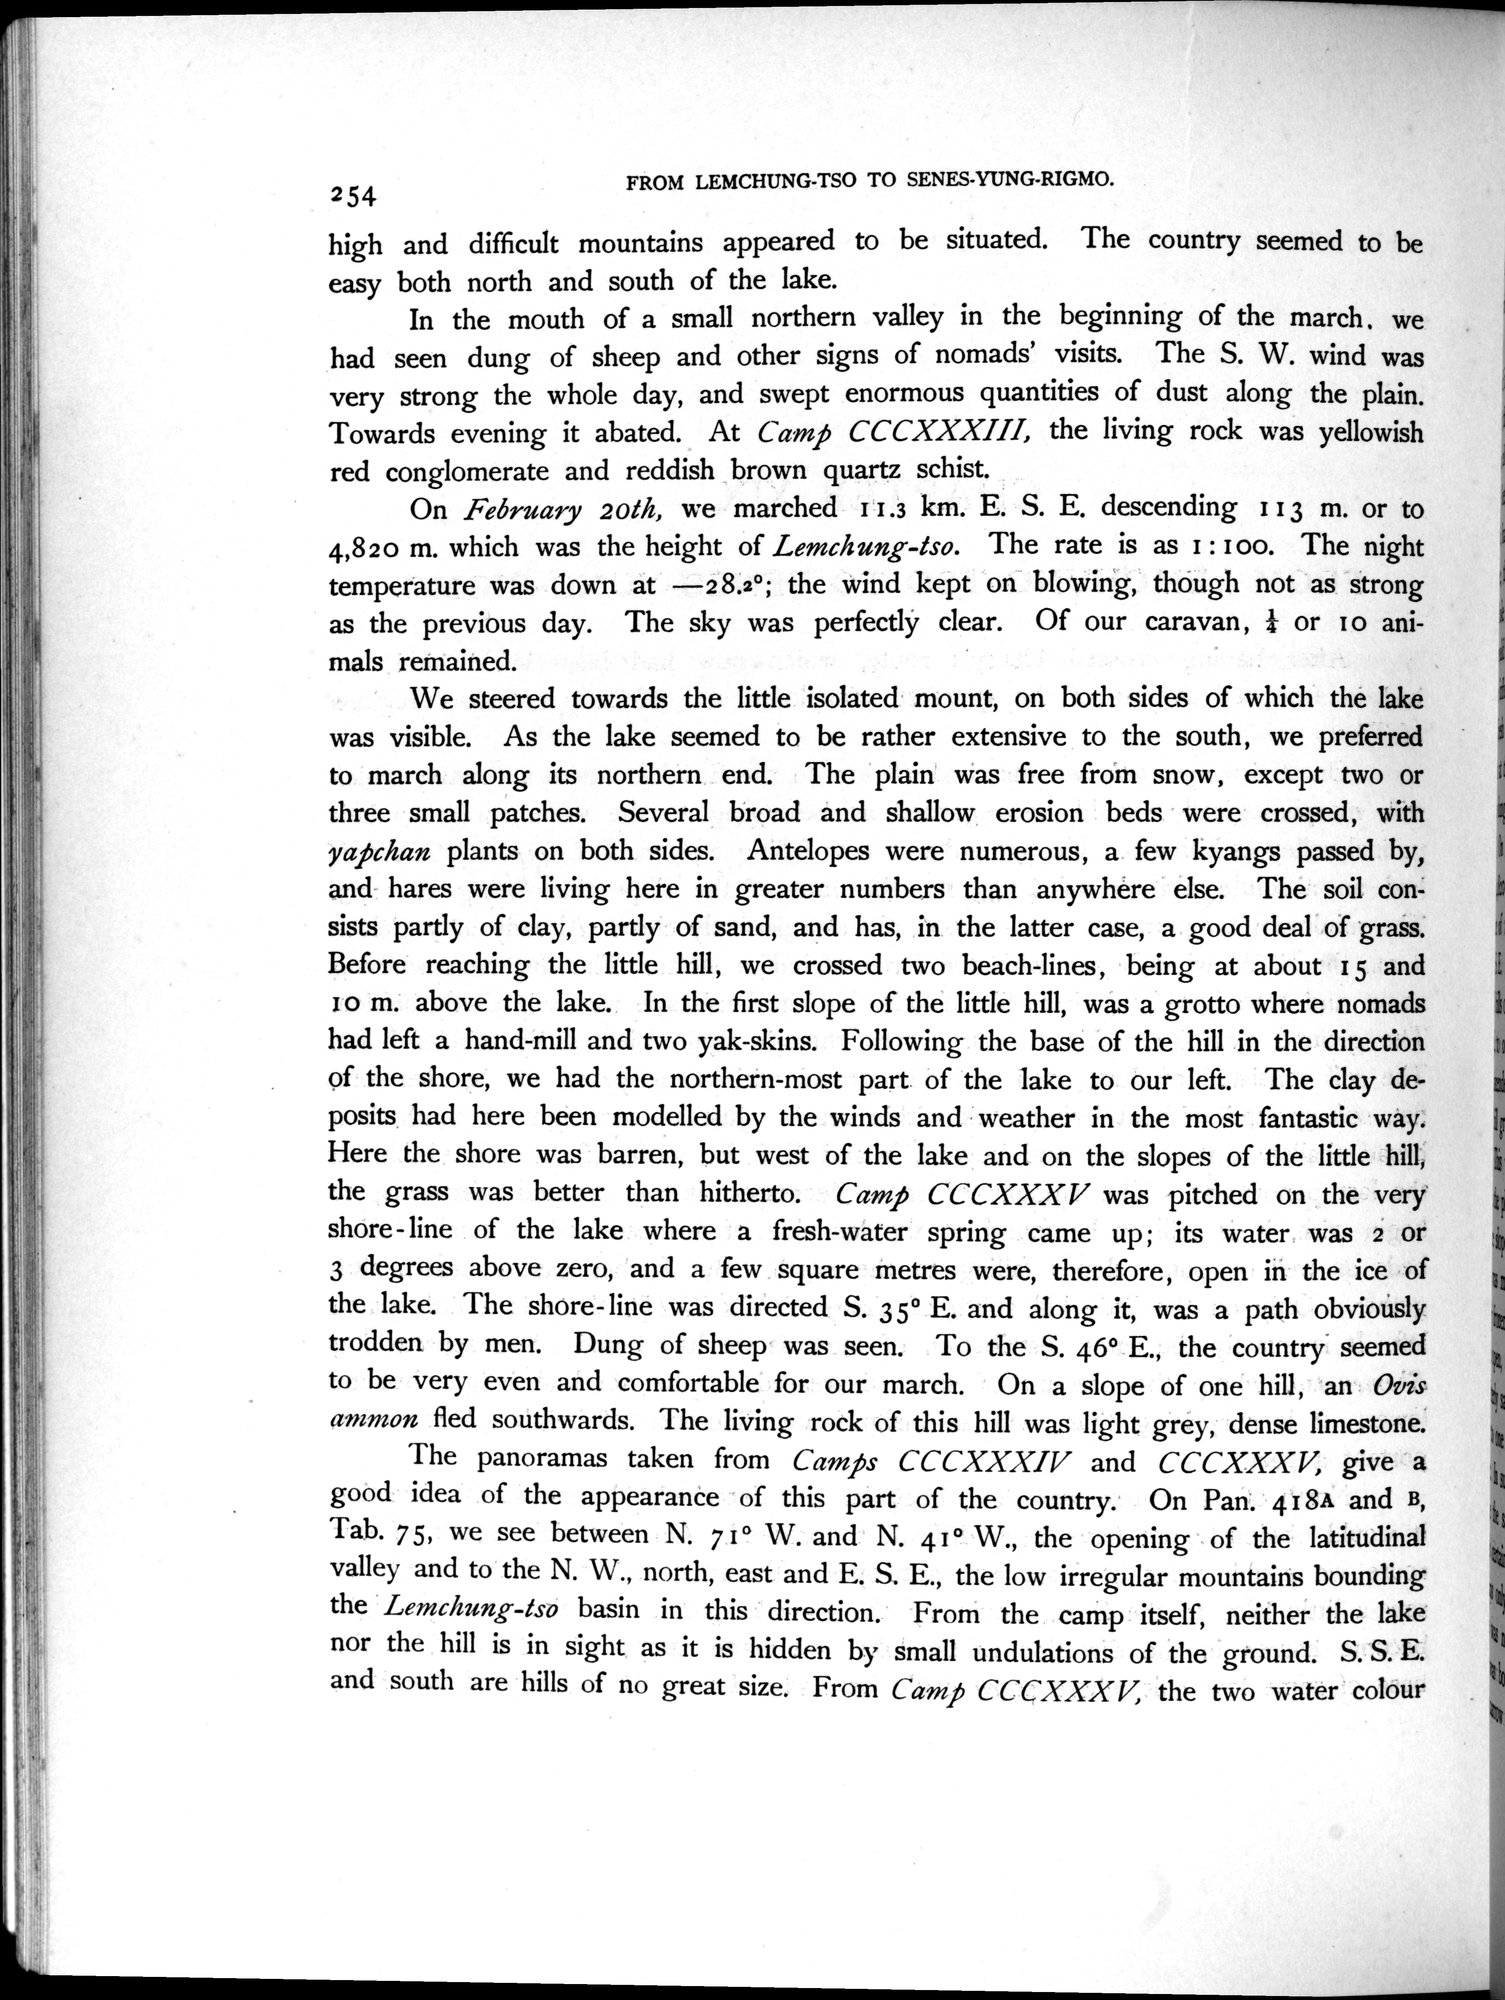 254
FROM LEMCHUNG-TSO TO SENES-YUNG-RIGMO.
high and difficult mountains appeared to be situated. The country seemed to be
easy both north and south of the lake.
In the mouth of a small northern valley in the beginning of the march, we
had seen dung of sheep and other signs of nomads' visits. The S. W. wind was
very strong the whole day, and swept enormous quantities of dust along the plain.
Towards evening it abated. At Camp CCCXXXIII, the living rock was yellowish
red conglomerate and reddish brown quartz schist.
On February 20th, we marched 11.3 km. E. S. E. descending 113 m. or to
4,820 m. which was the height of Lemchung-tso. The rate is as 1 : 100. The night
temperature was down at —28.2°; the wind kept on blowing, though not as strong
as the previous day. The sky was perfectly clear. Of our caravan, ¼ or 10 ani-
mals remained.
We steered towards the little isolated mount, on both sides of which the lake
was visible. As the lake seemed to be rather extensive to the south, we preferred
to march along its northern end. The plain was free from snow, except two or
three small patches. Several broad and shallow erosion beds were crossed, with
yapchan plants on both sides. Antelopes were numerous, a few kyangs passed by,
and hares were living here in greater numbers than anywhere else. The soil con-
sists partly of clay, partly of sand, and has, in the latter case, a good deal of grass.
Before reaching the little hill, we crossed two beach-lines, being at about 15 and
10 m. above the lake. In the first slope of the little hill, was a grotto where nomads
had left a hand-mill and two yak-skins. Following the base of the hill in the direction
of the shore, we had the northern-most part of the lake to our left. The clay de-
posits had here been modelled by the winds and weather in the most fantastic way.
Here the shore was barren, but west of the lake and on the slopes of the little hill,
the grass was better than hitherto. Camp CCCXXXV was pitched on the very
shore-line of the lake where a fresh-water spring came up; its water was 2 or
3 degrees above zero, and a few square metres were, therefore, open in the ice of
the lake. The shore-line was directed S. 35° E. and along it, was a path obviously
trodden by men. Dung of sheep was seen. To the S. 46° E., the country seemed
to be very even and comfortable for our march. On a slope of one hill, an Ovis
ammon fled southwards. The living rock of this hill was light grey, dense limestone.
The panoramas taken from Camps CCCXXXIV and CCCXXXV, give a
good idea of the appearance of this part of the country. On Pan. 418A and B,
Tab. 75, we see between N. 71° W. and N. 41° W., the opening of the latitudinal
valley and to the N. W., north, east and E. S. E., the low irregular mountains bounding
the Lemchung-tso basin in this direction. From the camp itself, neither the lake
nor the hill is in sight as it is hidden by small undulations of the ground. S. S. E.
and south are hills of no great size. From Camp CCCXXXV, the two water colour